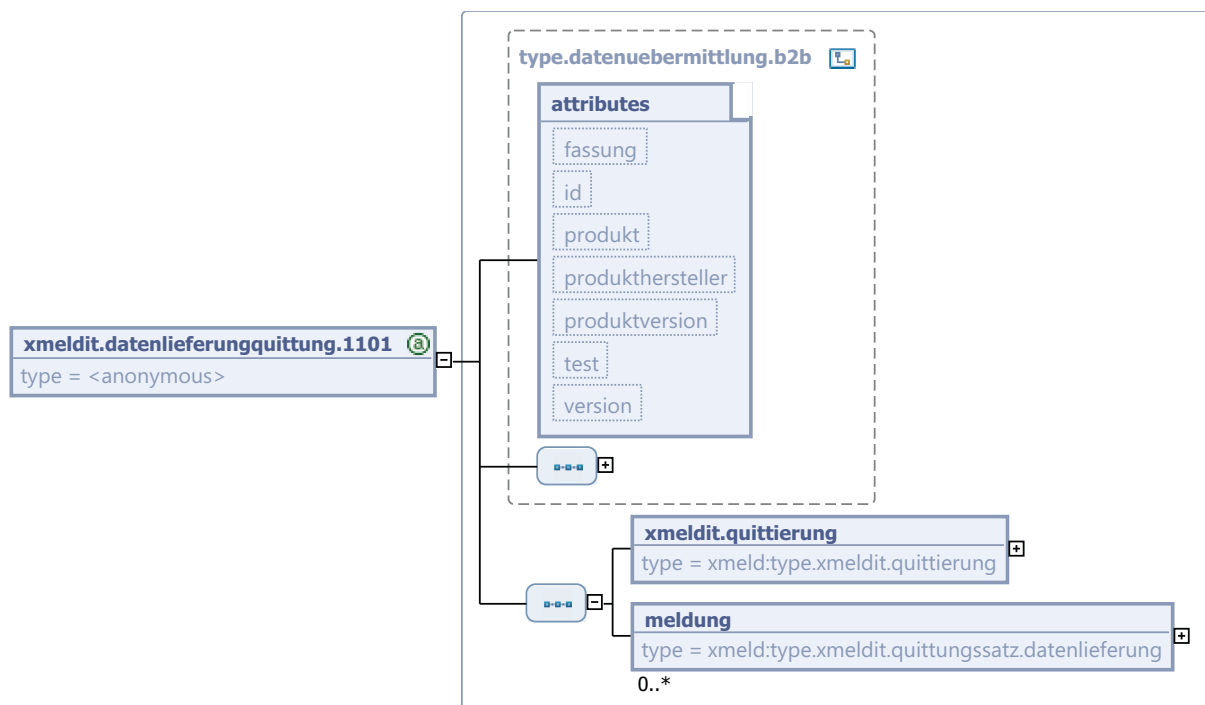 type.datenuebermittlung.b2b
attributes
fassung
id
produkt
produkthersteller
produktversion
test
version
xmeldit.datenlieferungquittung.1101 a
type = <anonymous>
xmeldit.quittierung
type = xmeld:type.xmeldit.quittierung
meldung
type = xmeld:type.xmeldit.quittungssatz.datenlieferung
0..*